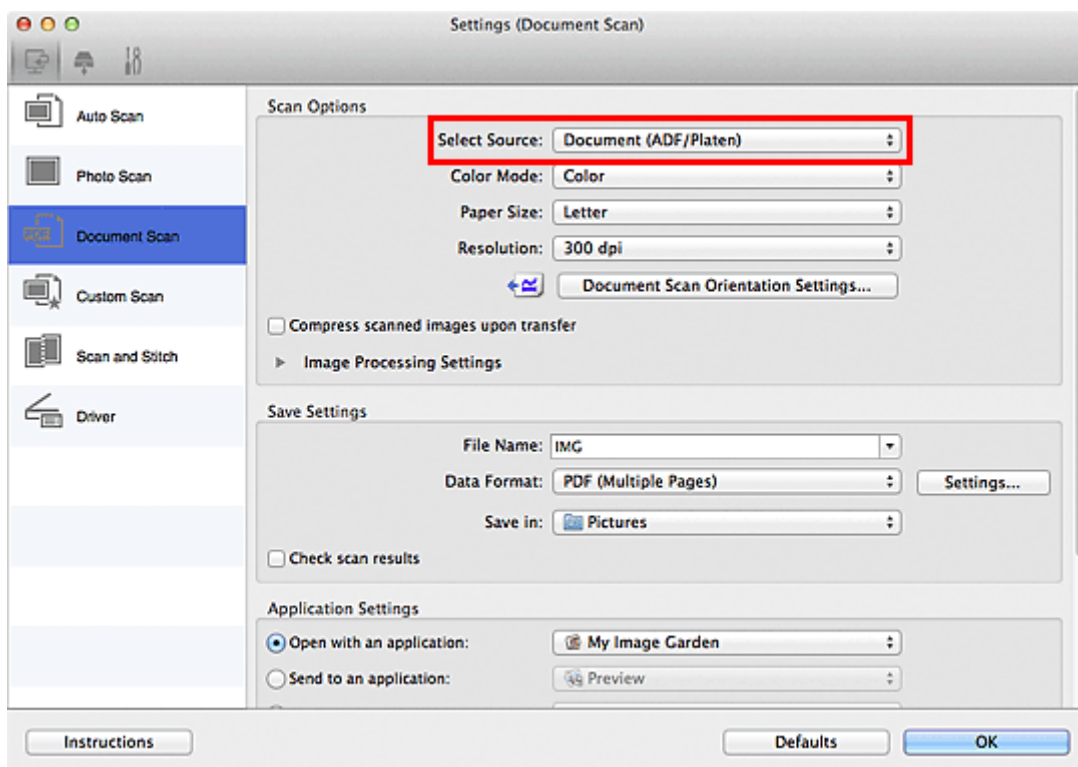 Settings (Document Scan)
Auto Scan
Photo Scan
Document Scan
Custom Scan
Scan and Stitch
Driver
Scan Options
Select Source: Document (ADF/Platen)
Color Mode: Color
Paper Size: Letter
Resolution: 300 dpi
Document Scan Orientation Settings...
Compress scanned images upon transfer
Image Processing Settings
Save Settings
File Name: IMG
Data Format: PDF (Multiple Pages) Settings...
Save in: Pictures
Check scan results
Application Settings
Open with an application: My Image Garden
Send to an application: Preview
Instructions Defaults OK